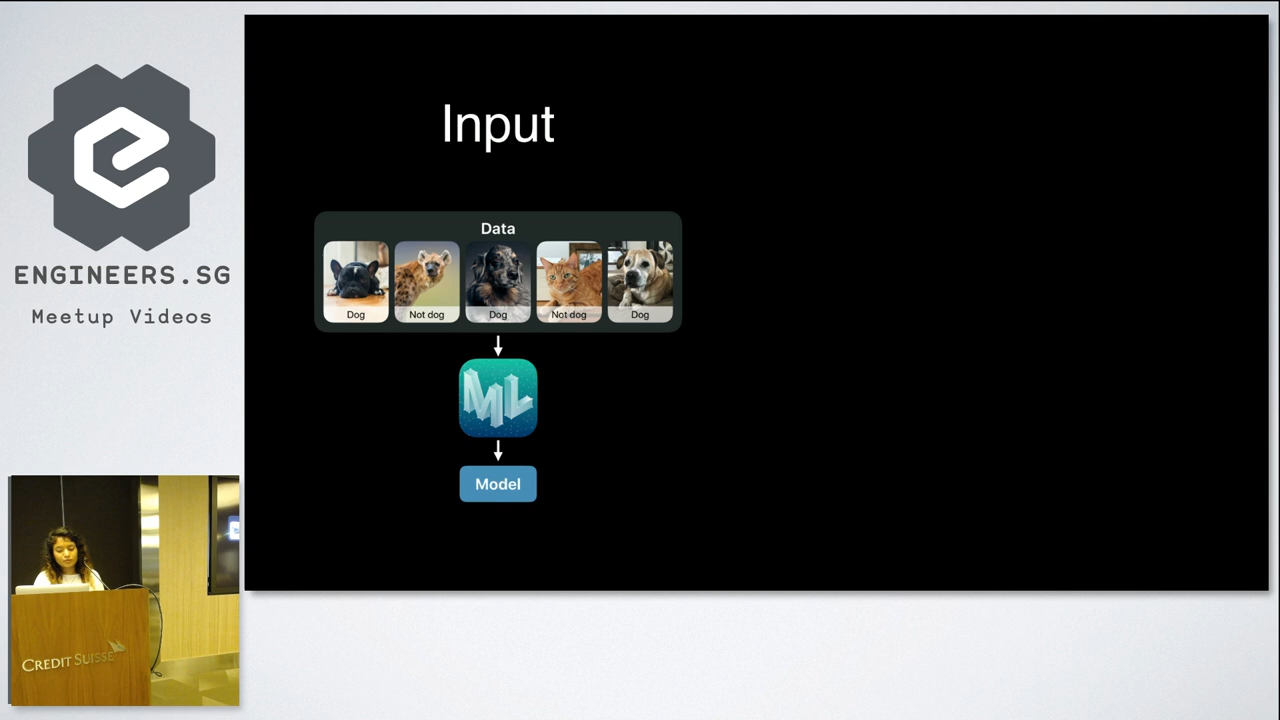 ENGINEERS.SG
Meetup Videos
Input
Data
Dog
Not dog
Dog
Not dog
Dog
ML
Model
CREDIT SUISSE